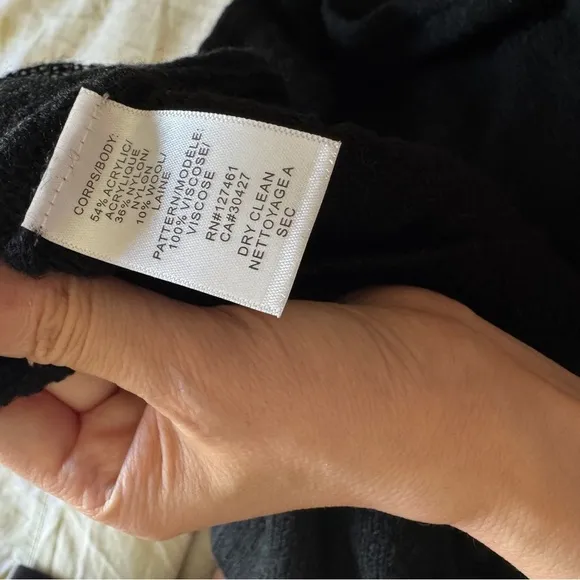 CORPS/BODY:
54% ACRYLIC/
ACRYLIQUE
36% NYLON/
NYLON
10% WOOL/
LAINE
PATTERN/MODELE:
100% VISCOSE/
VISCOSE
RN#127461
CA#30427
DRY CLEAN
NETTOYAGE A
SEC